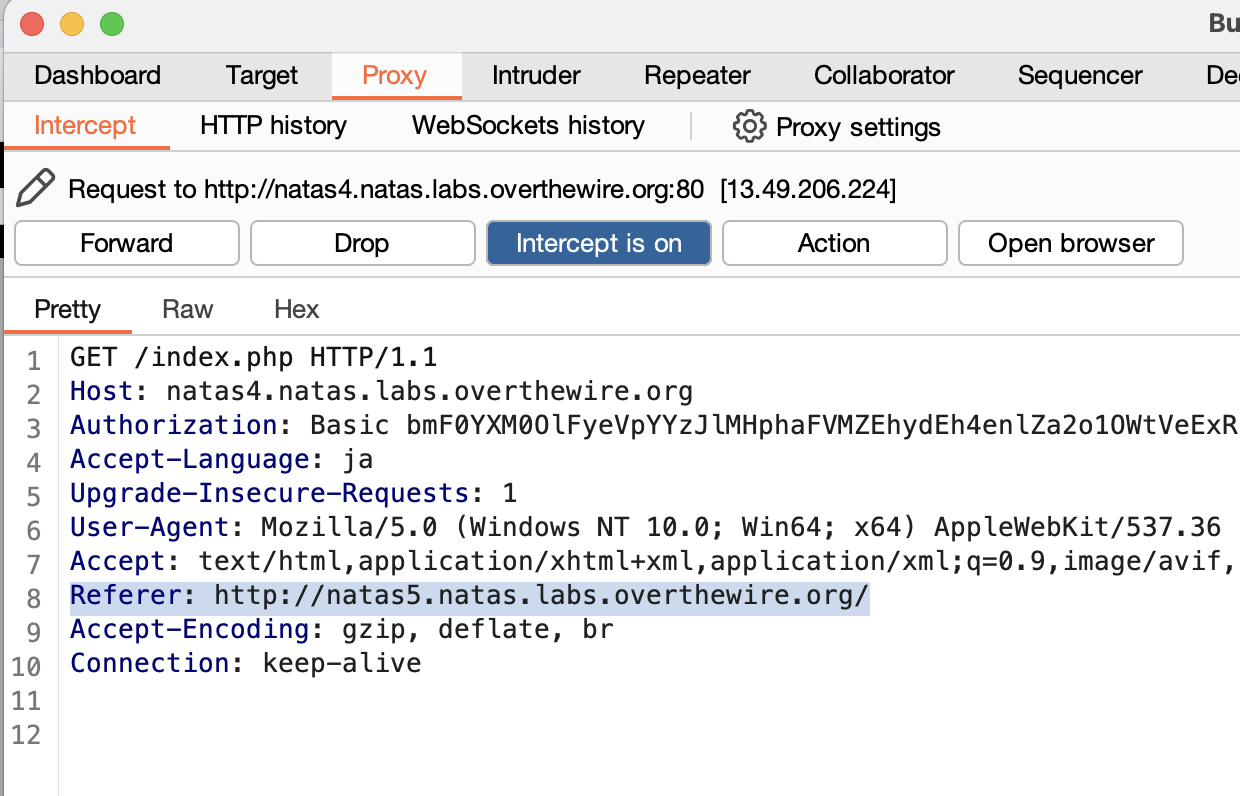 Dashboard Target Proxy Intruder Repeater Collaborator Sequencer
Intercept HTTP history WebSockets history Proxy settings
Request to http://natas4.natas.labs.overthewire.org:80 [13.49.206.224]
Forward Drop Intercept is on Action Open browser
Pretty Raw Hex
1 GET /index.php HTTP/1.1
2 Host: natas4.natas.labs.overthewire.org
3 Authorization: Basic bmF0YXM0OlFyeVpYYzJlMHphaFVMZEhydEh4enlZa2o1OWtVeExR
4 Accept-Language: ja
5 Upgrade-Insecure-Requests: 1
6 User-Agent: Mozilla/5.0 (Windows NT 10.0; Win64; x64) AppleWebKit/537.36
7 Accept: text/html,application/xhtml+xml,application/xml;q=0.9,image/avif,
8 Referer: http://natas5.natas.labs.overthewire.org/
9 Accept-Encoding: gzip, deflate, br
10 Connection: keep-alive
11
12